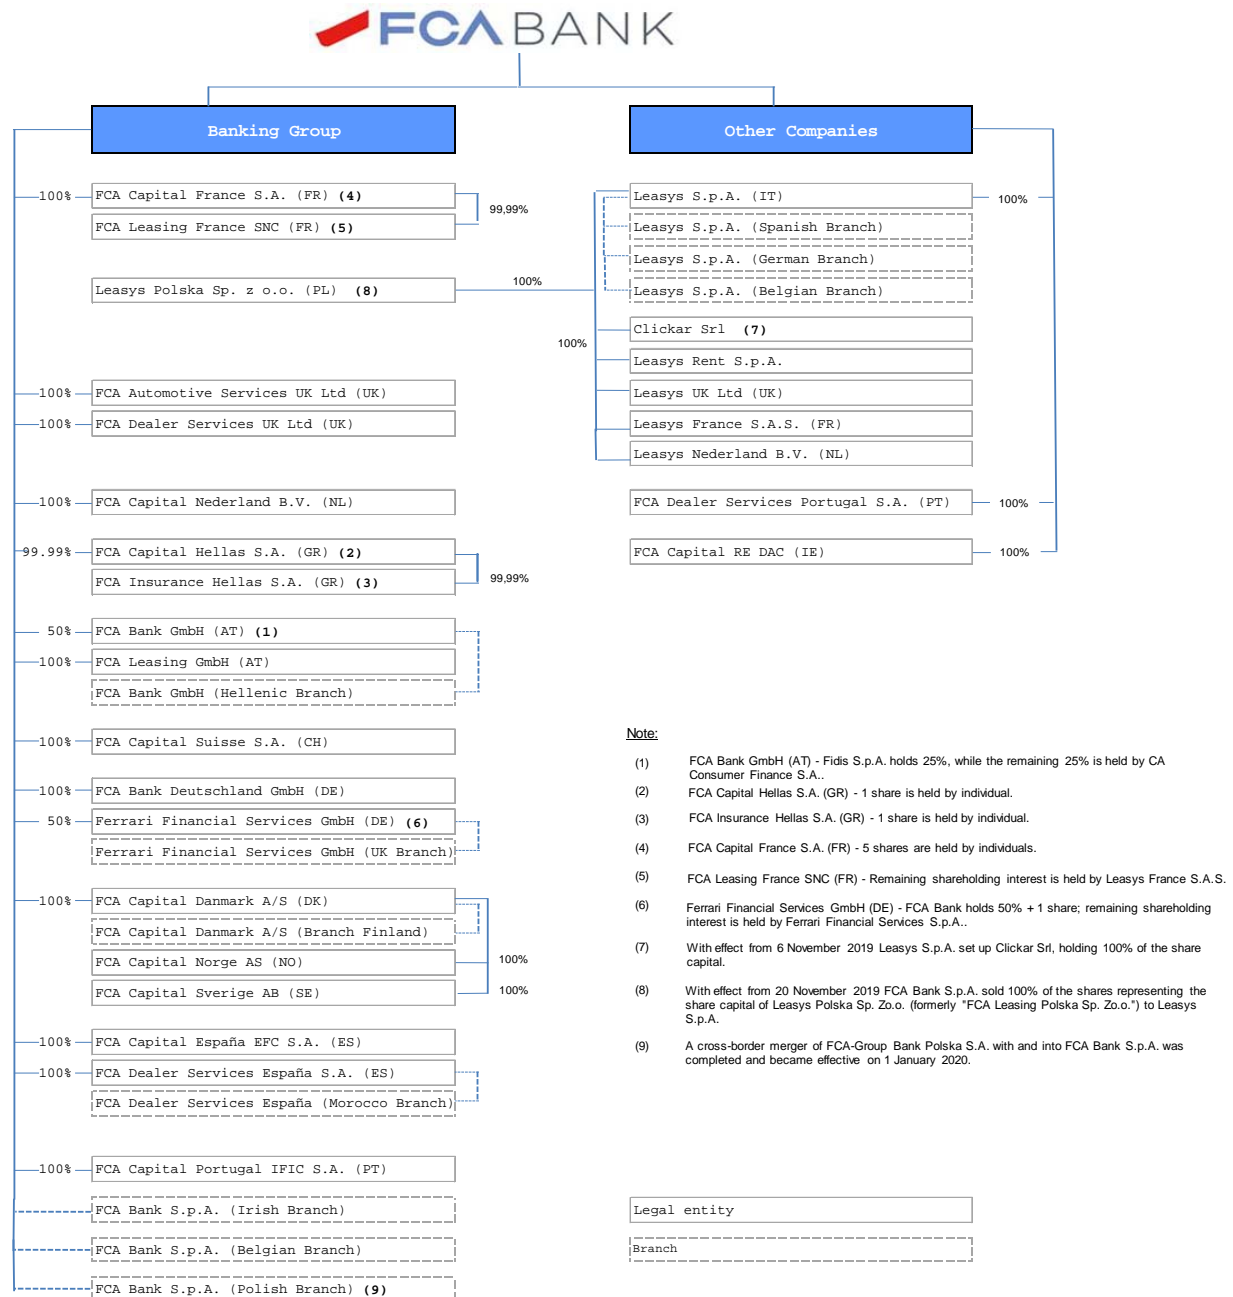 FCA BANK
Banking Group
Other Companies
100%
FCA Capital France S.A. (FR) (4)
99,99%
FCA Leasing France SNC (FR) (5)
Leasys Polska Sp. z o.o. (PL) (8)
100%
FCA Automotive Services UK Ltd (UK)
100%
FCA Dealer Services UK Ltd (UK)
100%
100%
FCA Capital Nederland B.V. (NL)
99.99%
FCA Capital Hellas S.A. (GR) (2)
FCA Insurance Hellas S.A. (GR) (3)
99,99%
50%
FCA Bank GmbH (AT) (1)
100%
FCA Leasing GmbH (AT)
FCA Bank GmbH (Hellenic Branch)
100%
FCA Capital Suisse S.A. (CH)
100%
FCA Bank Deutschland GmbH (DE)
50%
Ferrari Financial Services GmbH (DE) (6)
Ferrari Financial Services GmbH (UK Branch)
100%
FCA Capital Danmark A/S (DK)
FCA Capital Danmark A/S (Branch Finland)
FCA Capital Norge AS (NO)
100%
FCA Capital Sverige AB (SE)
100%
100%
FCA Capital España EFC S.A. (ES)
100%
FCA Dealer Services España S.A. (ES)
FCA Dealer Services España (Morocco Branch)
100%
FCA Capital Portugal IFIC S.A. (PT)
FCA Bank S.p.A. (Irish Branch)
FCA Bank S.p.A. (Belgian Branch)
FCA Bank S.p.A. (Polish Branch) (9)
Leasys S.p.A. (IT)
100%
Leasys S.p.A. (Spanish Branch)
Leasys S.p.A. (German Branch)
Leasys S.p.A. (Belgian Branch)
Clickar Srl (7)
100%
Leasys Rent S.p.A.
Leasys UK Ltd (UK)
Leasys France S.A.S. (FR)
Leasys Nederland B.V. (NL)
FCA Dealer Services Portugal S.A. (PT)
100%
FCA Capital RE DAC (IE)
100%
Note:
(1) FCA Bank GmbH (AT) - Fidis S.p.A. holds 25%, while the remaining 25% is held by CA
Consumer Finance S.A..
(2) FCA Capital Hellas S.A. (GR) - 1 share is held by individual.
(3) FCA Insurance Hellas S.A. (GR) - 1 share is held by individual.
(4) FCA Capital France S.A. (FR) - 5 shares are held by individuals.
(5) FCA Leasing France SNC (FR) - Remaining shareholding interest is held by Leasys France S.A.S.
(6) Ferrari Financial Services GmbH (DE) - FCA Bank holds 50% + 1 share; remaining shareholding
interest is held by Ferrari Financial Services S.p.A..
(7) With effect from 6 November 2019 Leasys S.p.A. set up Clickar Srl, holding 100% of the share
capital.
(8) With effect from 20 November 2019 FCA Bank S.p.A. sold 100% of the shares representing the
share capital of Leasys Polska Sp. Zo.o. (formerly "FCA Leasing Polska Sp. Zo.o.") to Leasys
S.p.A.
(9) A cross-border merger of FCA-Group Bank Polska S.A. with and into FCA Bank S.p.A. was
completed and became effective on 1 January 2020.
Legal entity
Branch